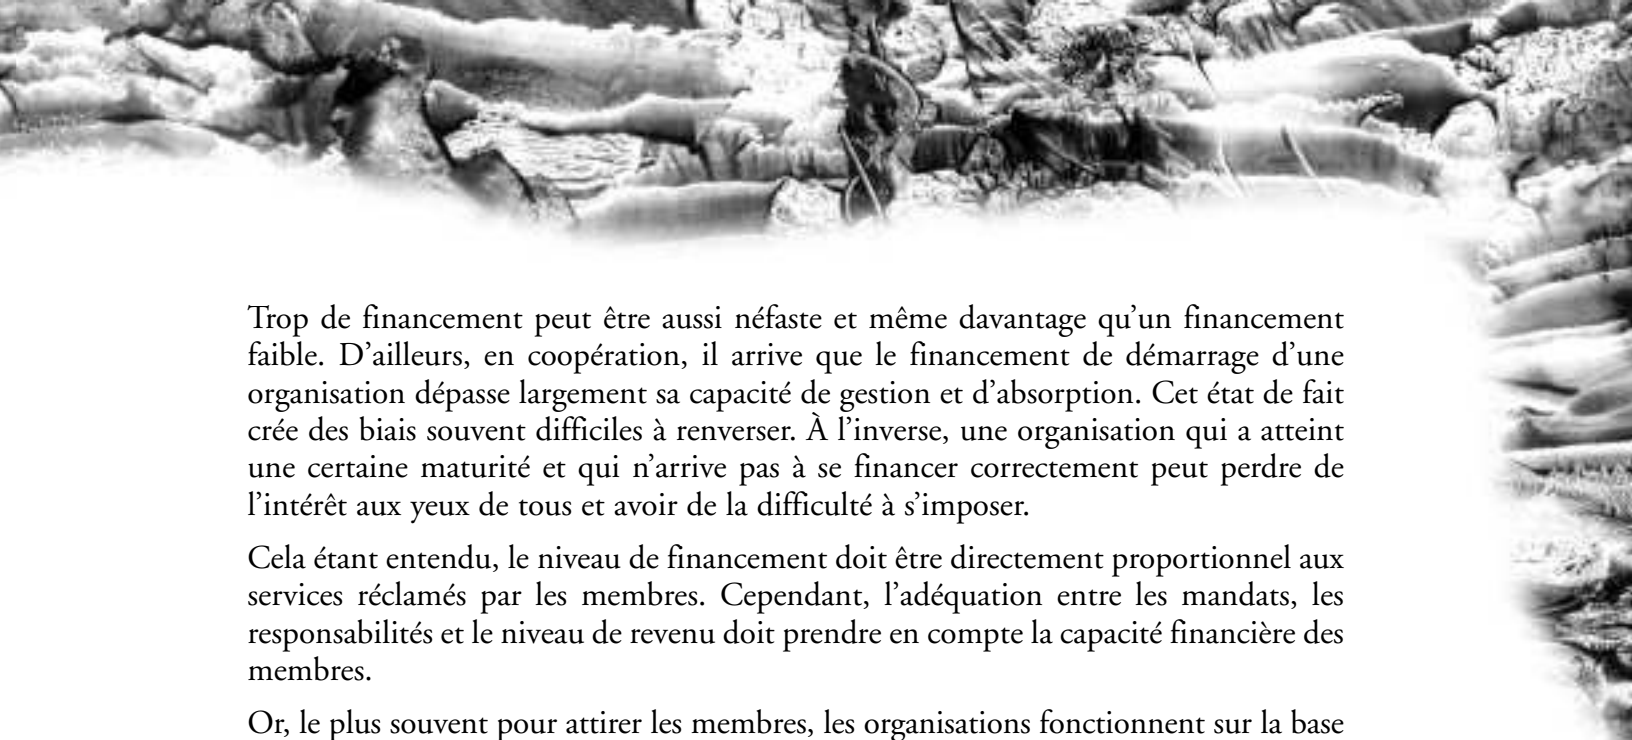 Trop de financement peut être aussi néfaste et même davantage qu’un financement
faible. D’ailleurs, en coopération, il arrive que le financement de démarrage d’une
organisation dépasse largement sa capacité de gestion et d’absorption. Cet état de fait
crée des biais souvent difficiles à renverser. À l’inverse, une organisation qui a atteint
une certaine maturité et qui n’arrive pas à se financer correctement peut perdre de
l’intérêt aux yeux de tous et avoir de la difficulté à s’imposer.
Cela étant entendu, le niveau de financement doit être directement proportionnel aux
services réclamés par les membres. Cependant, l’adéquation entre les mandats, les
responsabilités et le niveau de revenu doit prendre en compte la capacité financière des
membres.
Or, le plus souvent pour attirer les membres, les organisations fonctionnent sur la base